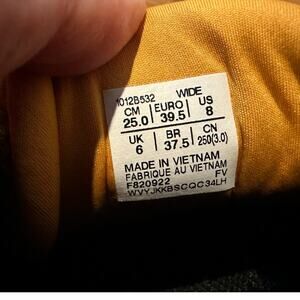 1012B532 WIDE
CM EURO US
25.0 39.5 8
UK BR CN
6 37.5 250(3.0)
MADE IN VIETNAM
FABRIQUE AU VIETNAM
F820922 FV
WVYJKKBSCQC34LH